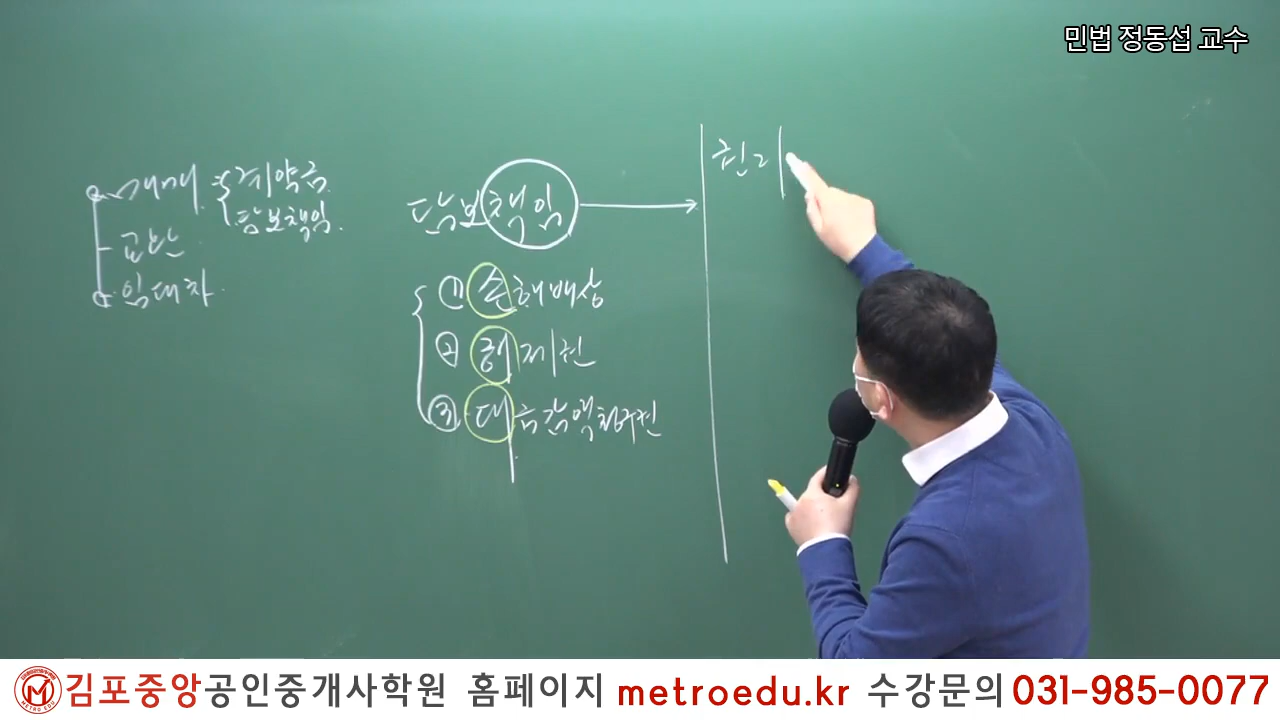 민법 정동섭 교수
매매 계약금
담보책임
교환
임대차
담보책임
권리
① 손해배상
② 해제권
③ 대금감액청구권
METRO EDU
김포중앙공인중개사학원 홈페이지 metroedu.kr 수강문의 031-985-0077